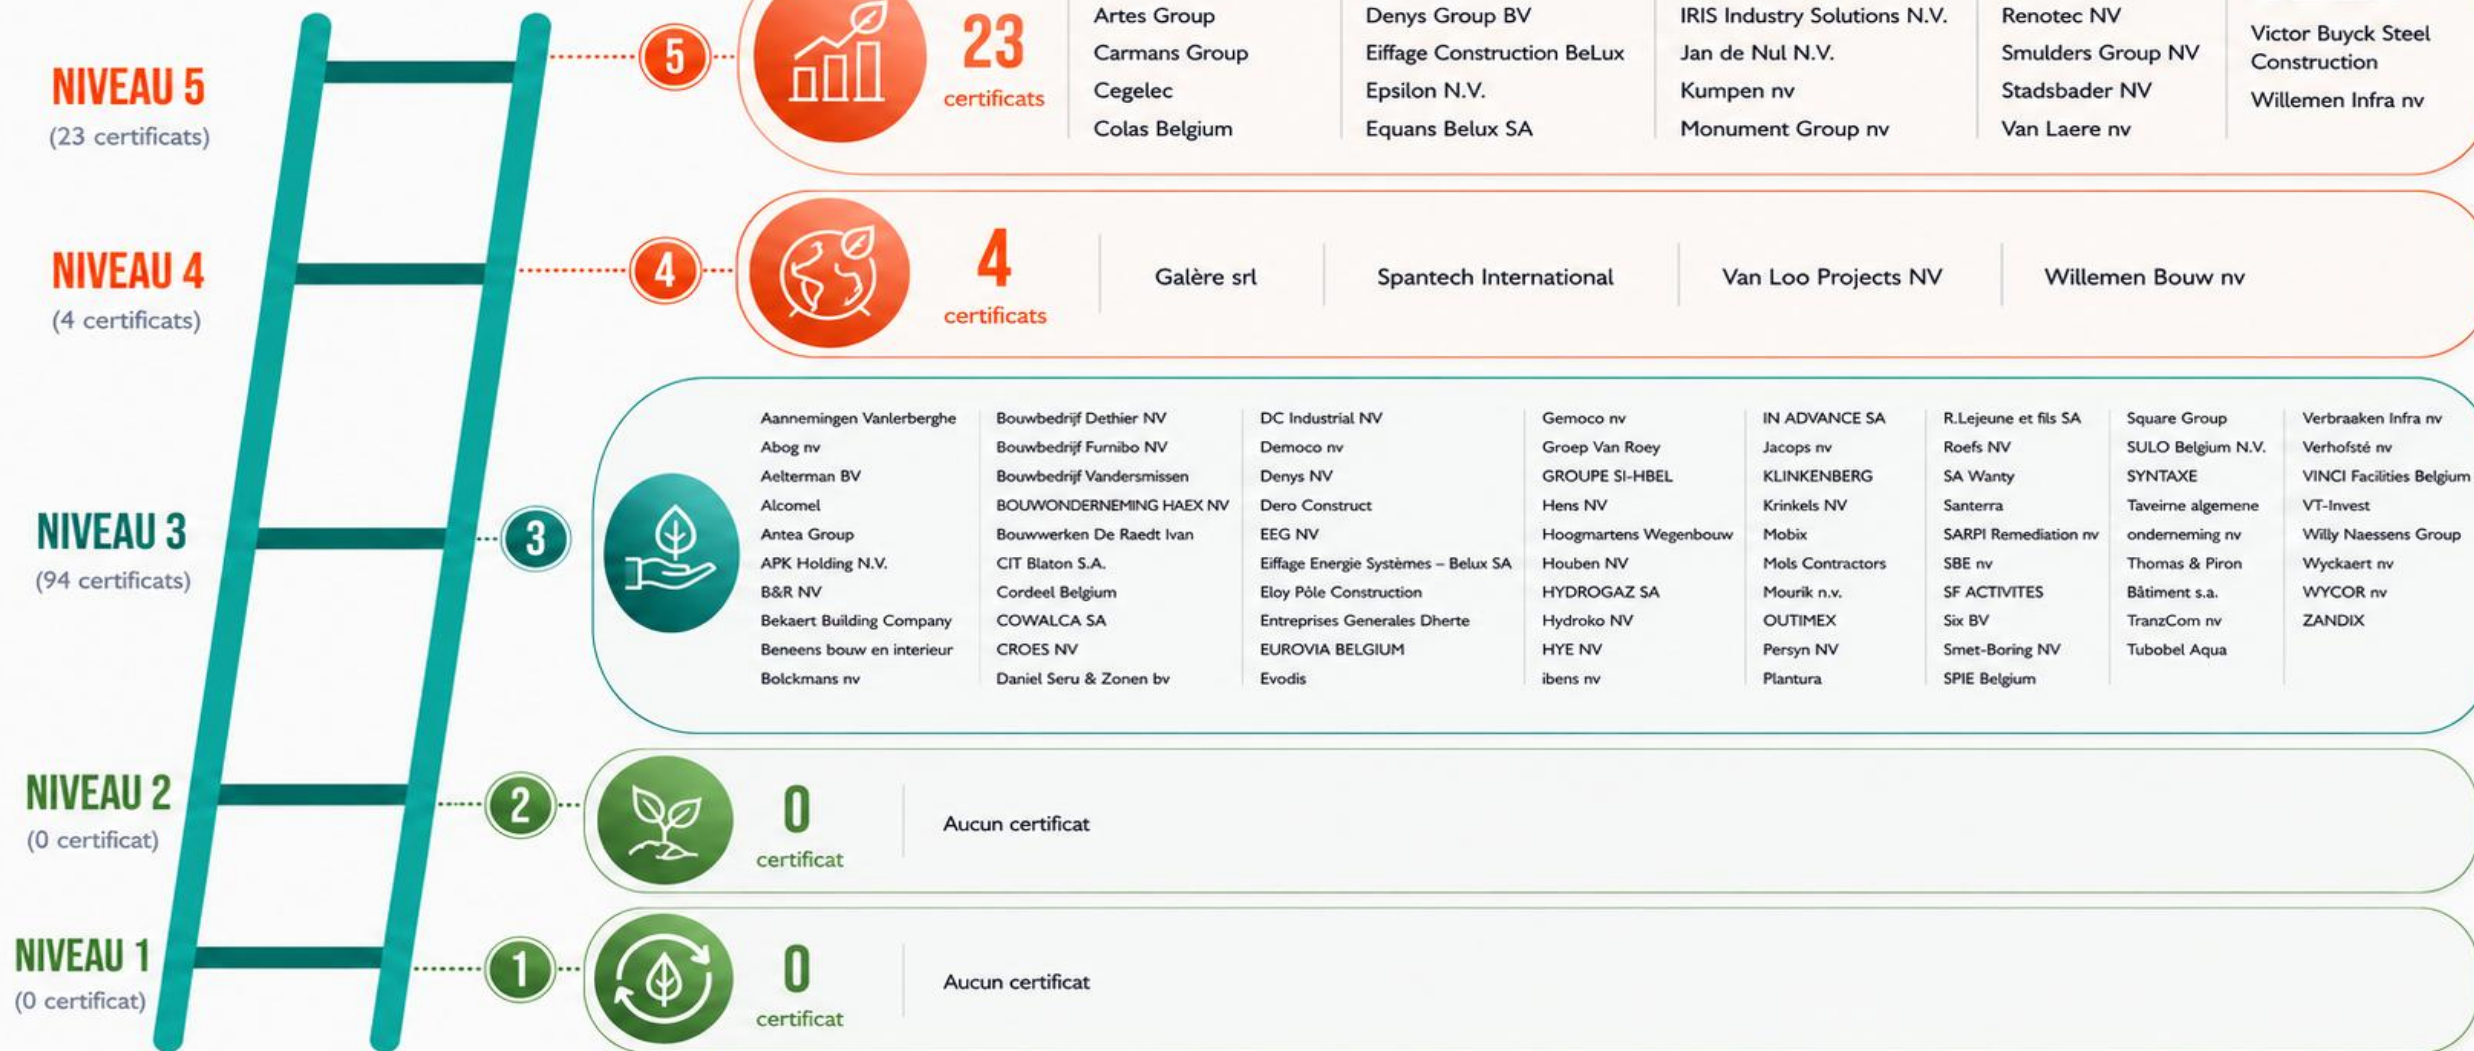 NIVEAU 5
(23 certificats)
5
23
certificats
Artes Group
Carmans Group
Cegelec
Colas Belgium
Denys Group BV
Eiffage Construction BeLux
Epsilon N.V.
Equans Belux SA
IRIS Industry Solutions N.V.
Jan de Nul N.V.
Kumpen nv
Monument Group nv
Renotec NV
Smulders Group NV
Stadsbader NV
Van Laere nv
Victor Buyck Steel
Construction
Willemen Infra nv
NIVEAU 4
(4 certificats)
4
4
certificats
Galère srl
Spantech International
Van Loo Projects NV
Willemen Bouw nv
NIVEAU 3
(94 certificats)
3
Aannemingen Vanlerberghe
Abog nv
Aelterman BV
Alcomel
Antea Group
APK Holding N.V.
B&R NV
Bekaert Building Company
Beneens bouw en interieur
Bolckmans nv
Bouwbedrijf Dethier NV
Bouwbedrijf Furnibo NV
Bouwbedrijf Vandersmissen
BOUWONDERNEMING HAEX NV
Bouwwerken De Raedt Ivan
CIT Blaton S.A.
Cordeel Belgium
COWALCA SA
CROES NV
Daniel Seru & Zonen bv
DC Industrial NV
Democo nv
Denys NV
Dero Construct
EEG NV
Eiffage Energie Systèmes – Belux SA
Eloy Pôle Construction
Entreprises Generales Dherte
EUROVIA BELGIUM
Evodis
Gemoco nv
Groep Van Roey
GROUPE SI-HBEL
Hens NV
Hoogmartens Wegenbouw
Houben NV
HYDROGAZ SA
Hydroko NV
HYE NV
ibens nv
IN ADVANCE SA
Jacops nv
KLINKENBERG
Krinkels NV
Mobix
Mols Contractors
Mourik n.v.
OUTIMEX
Persyn NV
Plantura
R.Lejeune et fils SA
Roefs NV
SA Wanty
Santerra
SARPI Remediation nv
SBE nv
SF ACTIVITES
Six BV
Smet-Boring NV
SPIE Belgium
Square Group
SULO Belgium N.V.
SYNTAXE
Taveirne algemene
onderneming nv
Thomas & Piron
Bâtiment s.a.
TranzCom nv
Tubobel Aqua
Verbraaken Infra nv
Verhofsté nv
VINCI Facilities Belgium
VT-Invest
Willy Naessens Group
Wyckaert nv
WYCOR nv
ZANDIX
NIVEAU 2
(0 certificat)
2
0
certificat
Aucun certificat
NIVEAU 1
(0 certificat)
1
0
certificat
Aucun certificat